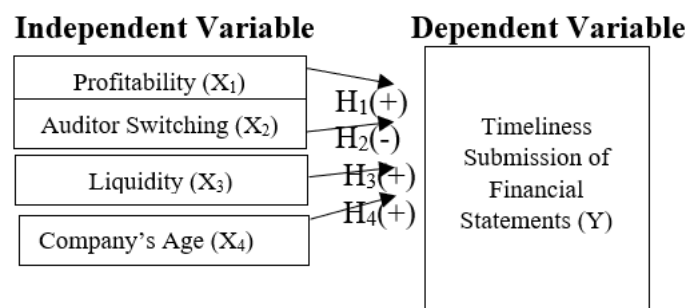 Independent Variable
Dependent Variable
Profitability (X₁)
Auditor Switching (X₂)
Liquidity (X₃)
Company’s Age (X₄)
H₁(+)
H₂(-)
H₃(+)
H₄(+)
Timeliness
Submission of
Financial
Statements (Y)